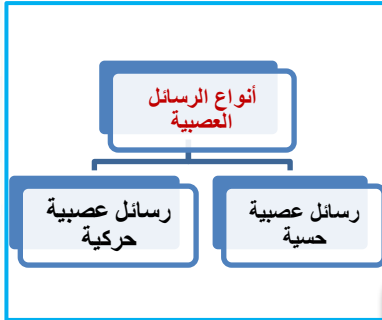 أنواع الرسائل
العصبية
رسائل عصبية
حسية
رسائل عصبية
حركية